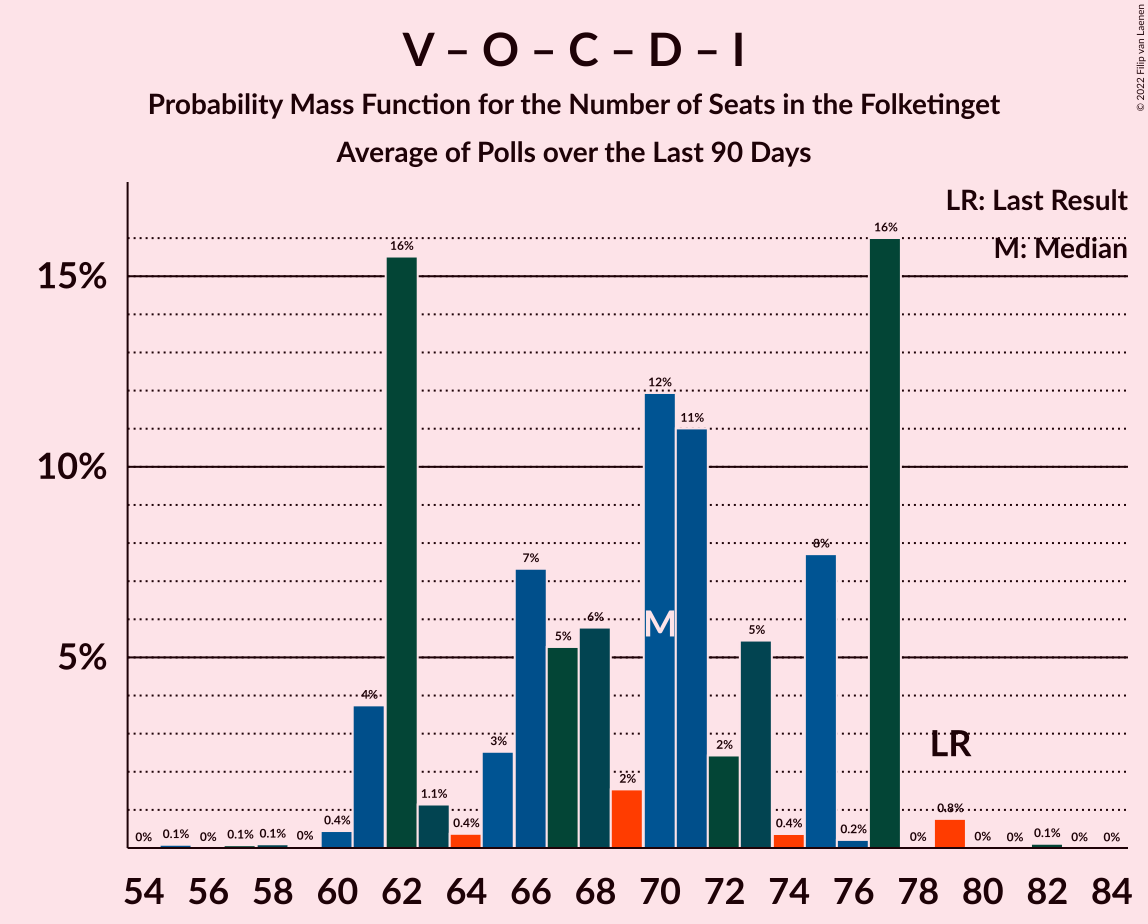 V – O – C – D – I
Probability Mass Function for the Number of Seats in the Folketinget
Average of Polls over the Last 90 Days
© 2022 Filip van Laenen
LR: Last Result
M: Median
15%
10%
5%
0% 0.1% 0% 0.1% 0.1% 0% 0.4% 4% 16% 1.1% 0.4% 3% 7% 5% 6% 2% 12% 11% 2% 5% 0.4% 8% 0.2% 16% 0% 0.8% 0% 0% 0.1% 0% 0%
M
LR
54 56 58 60 62 64 66 68 70 72 74 76 78 80 82 84